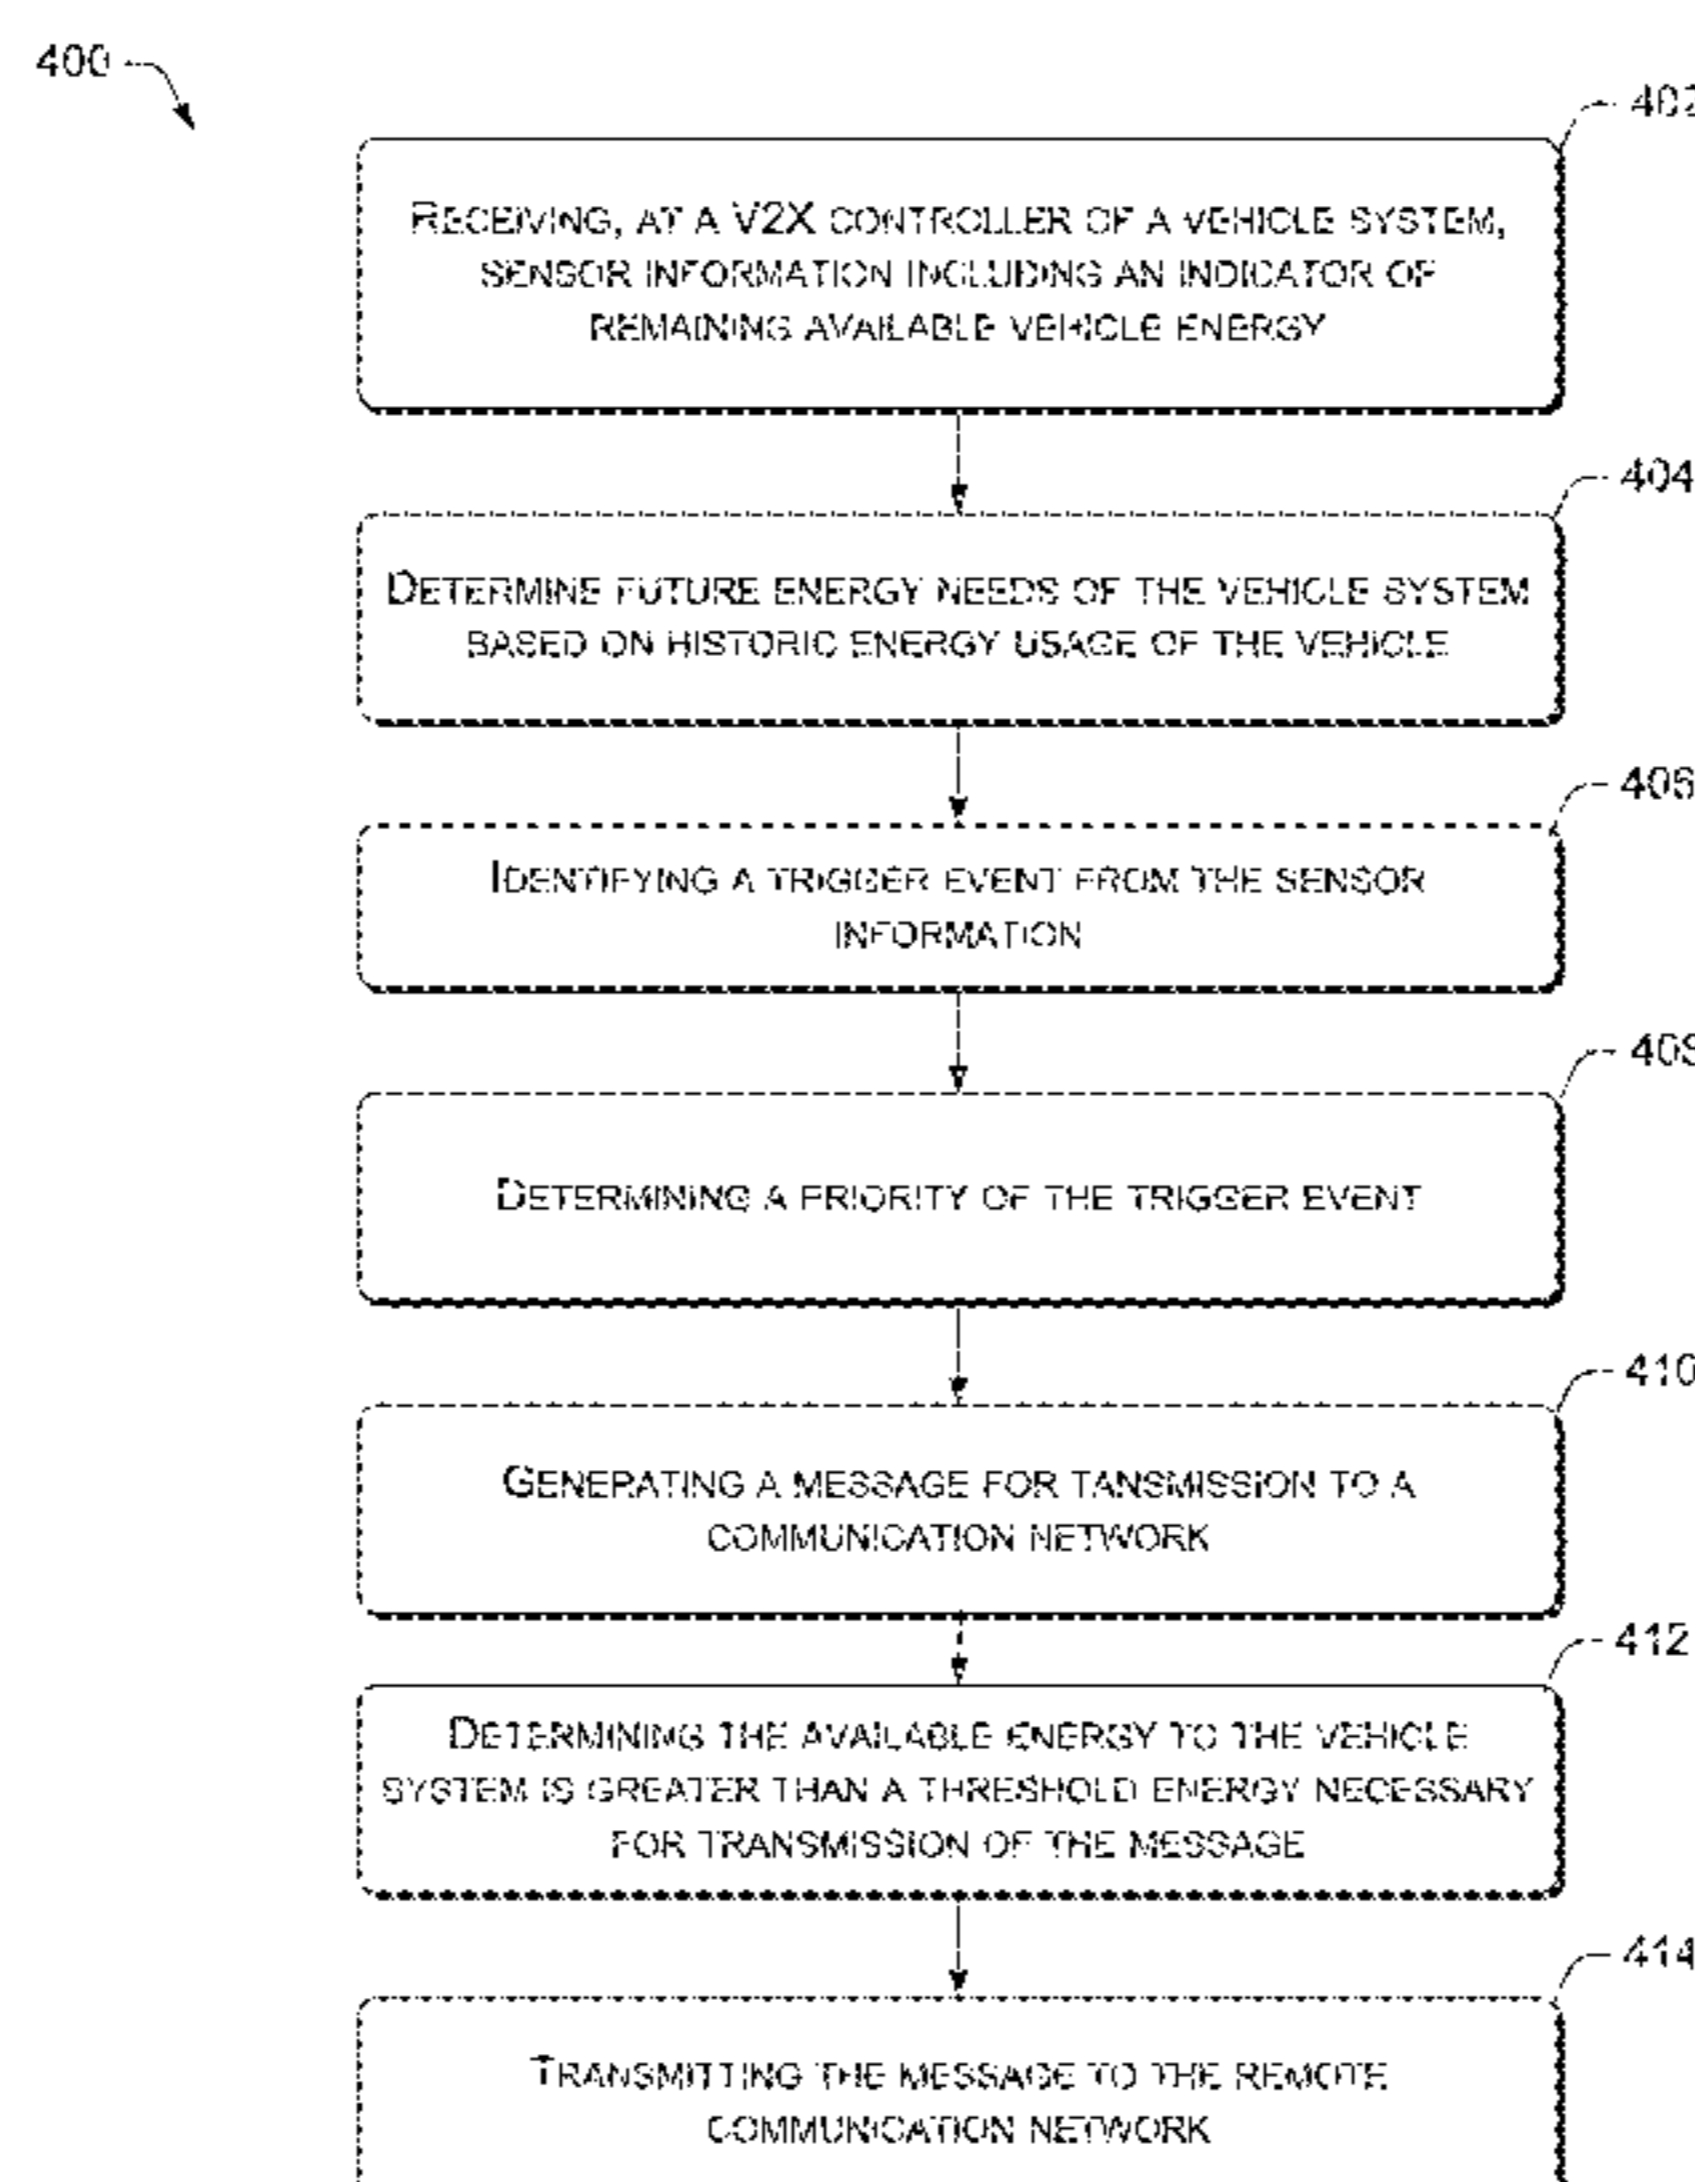 400
402
RECEIVING, AT A V2X CONTROLLER OF A VEHICLE SYSTEM,
SENSOR INFORMATION INCLUDING AN INDICATOR OF
REMAINING AVAILABLE VEHICLE ENERGY
404
DETERMINE FUTURE ENERGY NEEDS OF THE VEHICLE SYSTEM
BASED ON HISTORIC ENERGY USAGE OF THE VEHICLE
406
IDENTIFYING A TRIGGER EVENT FROM THE SENSOR
INFORMATION
408
DETERMINING A PRIORITY OF THE TRIGGER EVENT
410
GENERATING A MESSAGE FOR TANSMISSION TO A
COMMUNICATION NETWORK
412
DETERMINING THE AVAILABLE ENERGY TO THE VEHICLE
SYSTEM IS GREATER THAN A THRESHOLD ENERGY NECESSARY
FOR TRANSMISSION OF THE MESSAGE
414
TRANSMITTING THE MESSAGE TO THE REMOTE
COMMUNICATION NETWORK